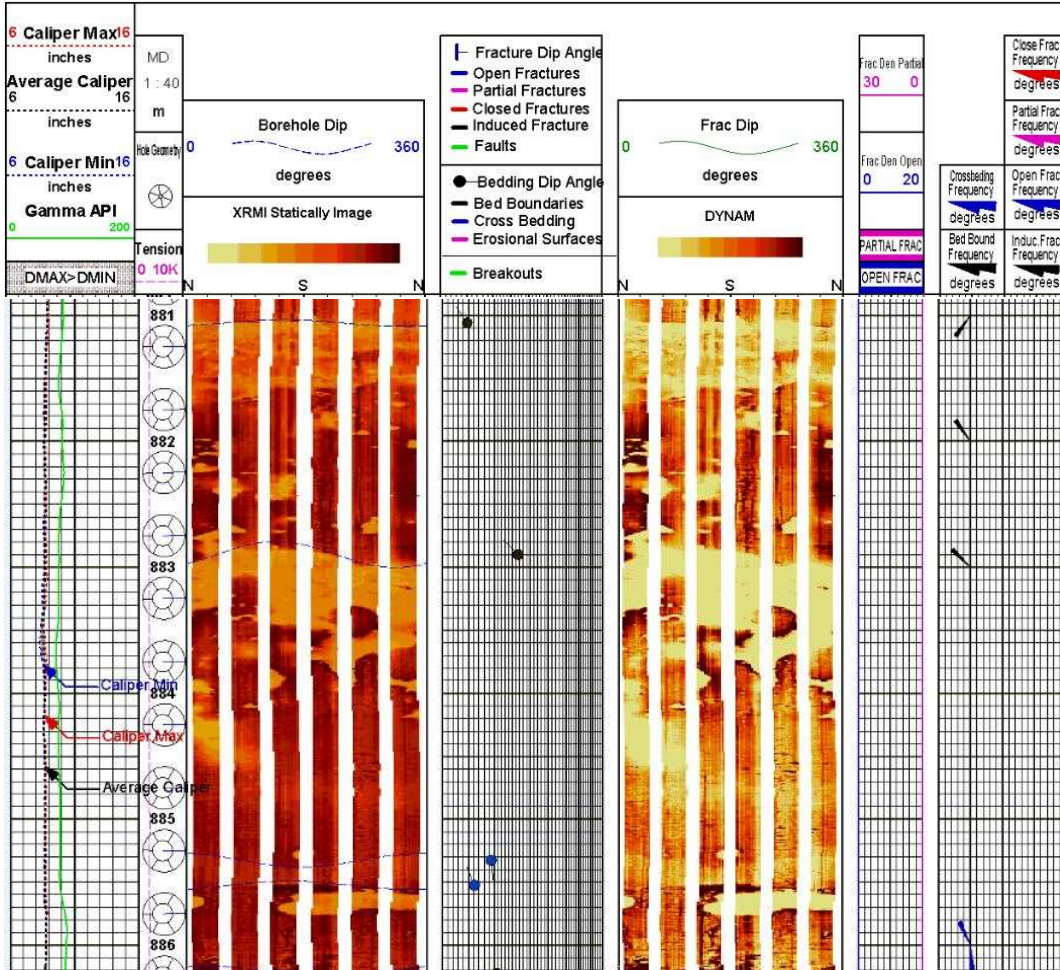 6 Caliper Max 16
inches
Average Caliper
6 16
inches
6 Caliper Min 16
inches
Gamma API
0 200
DMAX>DMIN
MD
1 : 40
m
Hole Geometry
Tension
0 10K
Borehole Dip
0 360
degrees
XRMI Statically Image
N S N
Fracture Dip Angle
Open Fractures
Partial Fractures
Closed Fractures
Induced Fracture
Faults
Bedding Dip Angle
Bed Boundaries
Cross Bedding
Erosional Surfaces
Breakouts
Frac Dip
0 360
degrees
DYNAM
N S N
Frac Den Partial
30 0
Frac Den Open
0 20
PARTIAL FRAC
OPEN FRAC
Crossbeding
Frequency
degrees
Bed Bound
Frequency
degrees
Close Frac
Frequency
degrees
Partial Frac
Frequency
degrees
Open Frac
Frequency
degrees
Induc.Frac
Frequency
degrees
881
882
883
884
885
886
Caliper Min
Caliper Max
Average Caliper